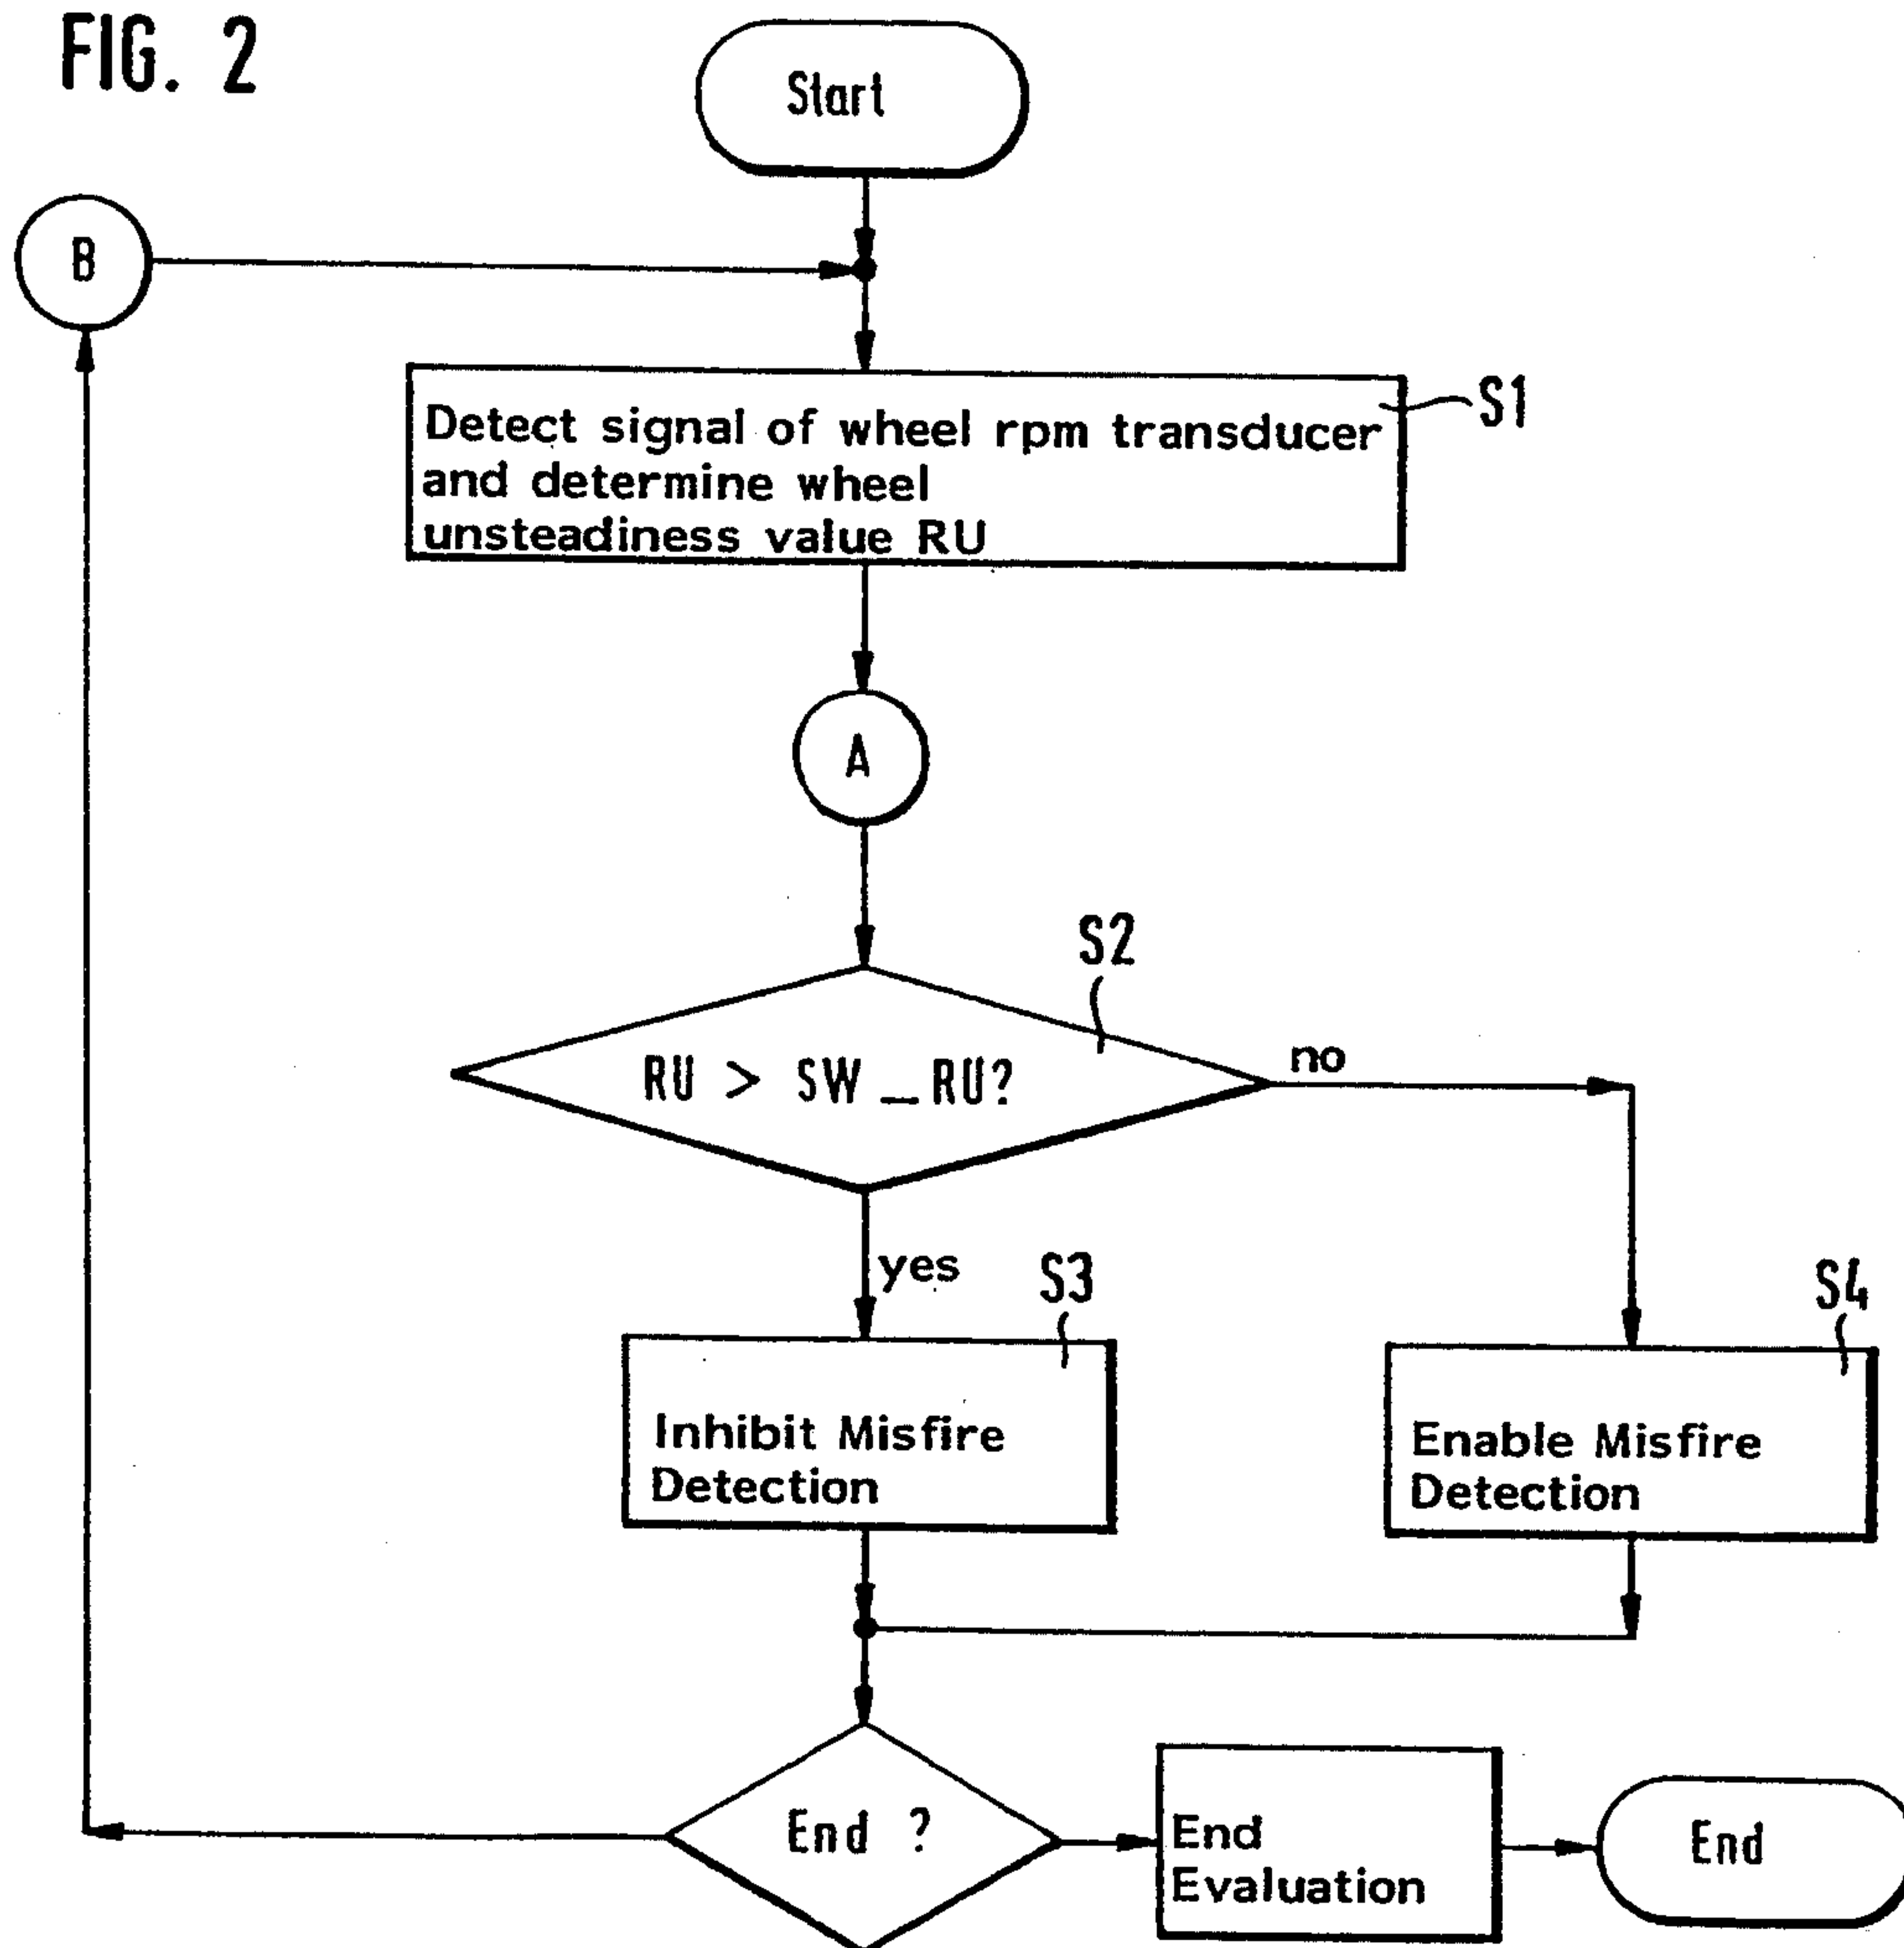 FIG. 2
Start
B
Detect signal of wheel rpm transducer
and determine wheel
unsteadiness value RU
S1
A
S2
RU > SW_RU?
no
yes
S3
S4
Inhibit Misfire
Detection
Enable Misfire
Detection
End ?
End
Evaluation
End